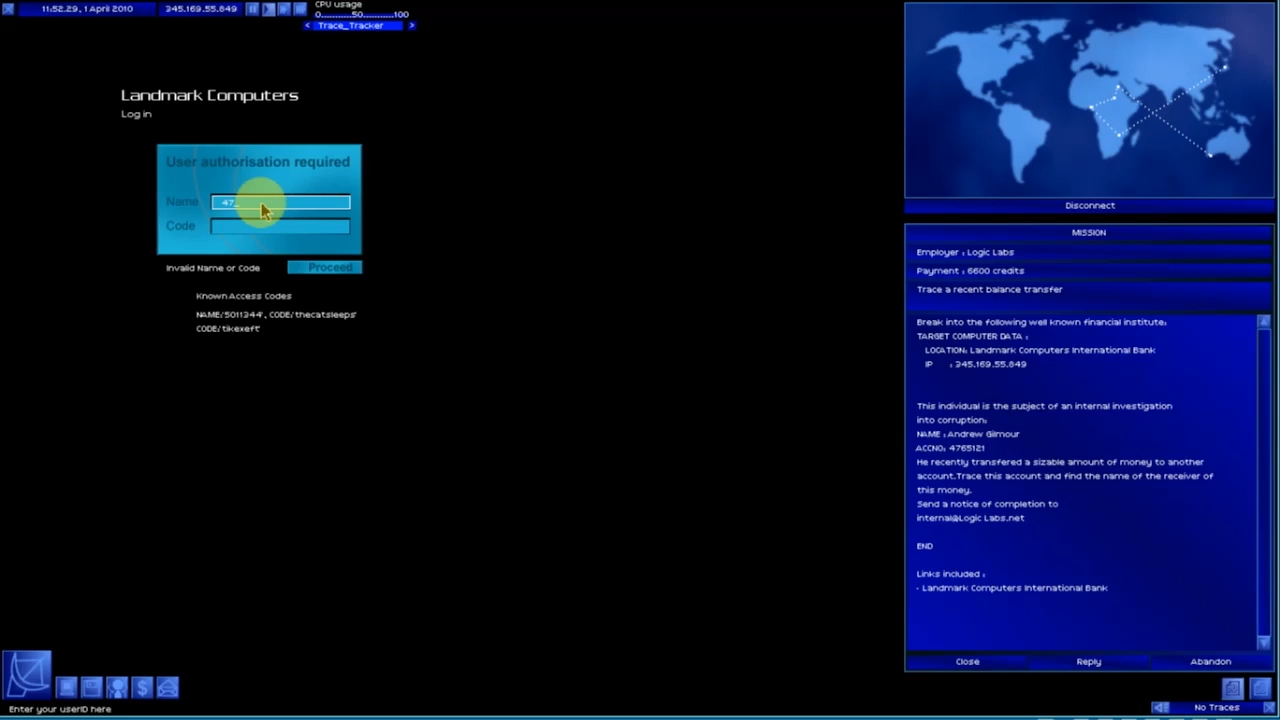 11:52.29, 1 April 2010
345.169.55.849
CPU usage
0..........50..........100
< Trace_Tracker >
Landmark Computers
Log in
User authorisation required
Name 47_
Code
Invalid Name or Code
Proceed
Known Access Codes
NAME/'5011344', CODE/'thecatsleeps'
CODE/'tikexeft'
Enter your userID here
Disconnect
MISSION
Employer : Logic Labs
Payment : 6600 credits
Trace a recent balance transfer
Break into the following well known financial institute:
TARGET COMPUTER DATA :
LOCATION: Landmark Computers International Bank
IP : 345.169.55.849
This individual is the subject of an internal investigation
into corruption:
NAME : Andrew Gilmour
ACCNO: 4765121
He recently transfered a sizable amount of money to another
account.Trace this account and find the name of the receiver of
this money.
Send a notice of completion to
internal@Logic Labs.net
END
Links included :
- Landmark Computers International Bank
Close
Reply
Abandon
No Traces